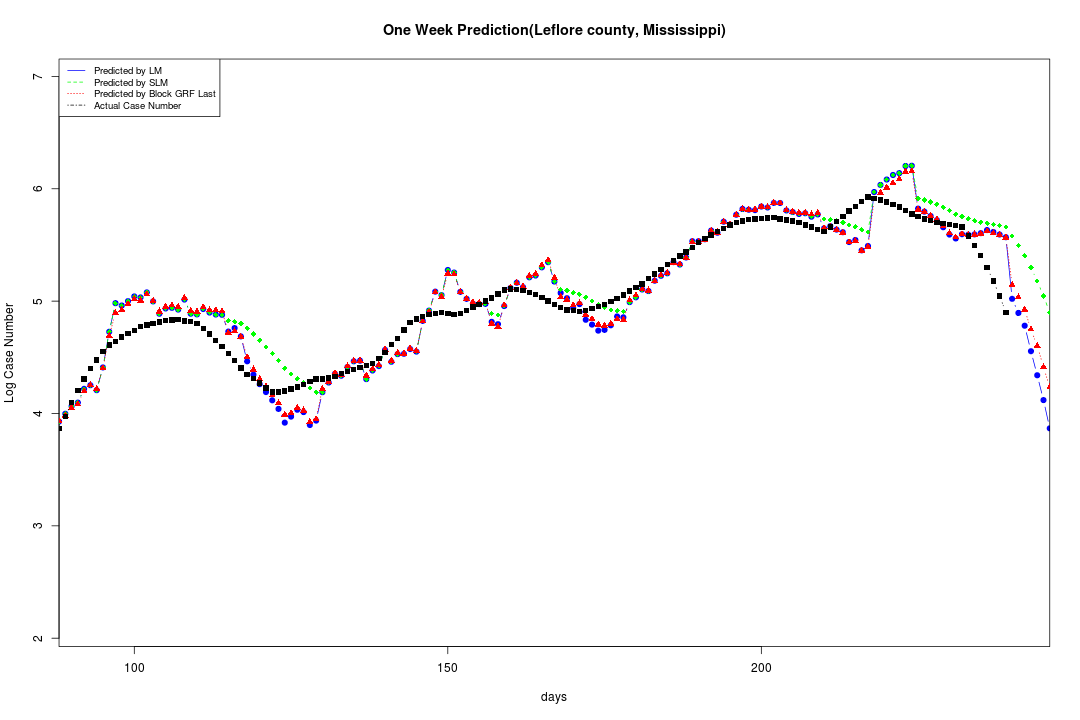 One Week Prediction(Leflore county, Mississippi)
Predicted by LM
Predicted by SLM
Predicted by Block GRF Last
Actual Case Number
7
6
5
4
3
2
Log Case Number
100 150 200
days